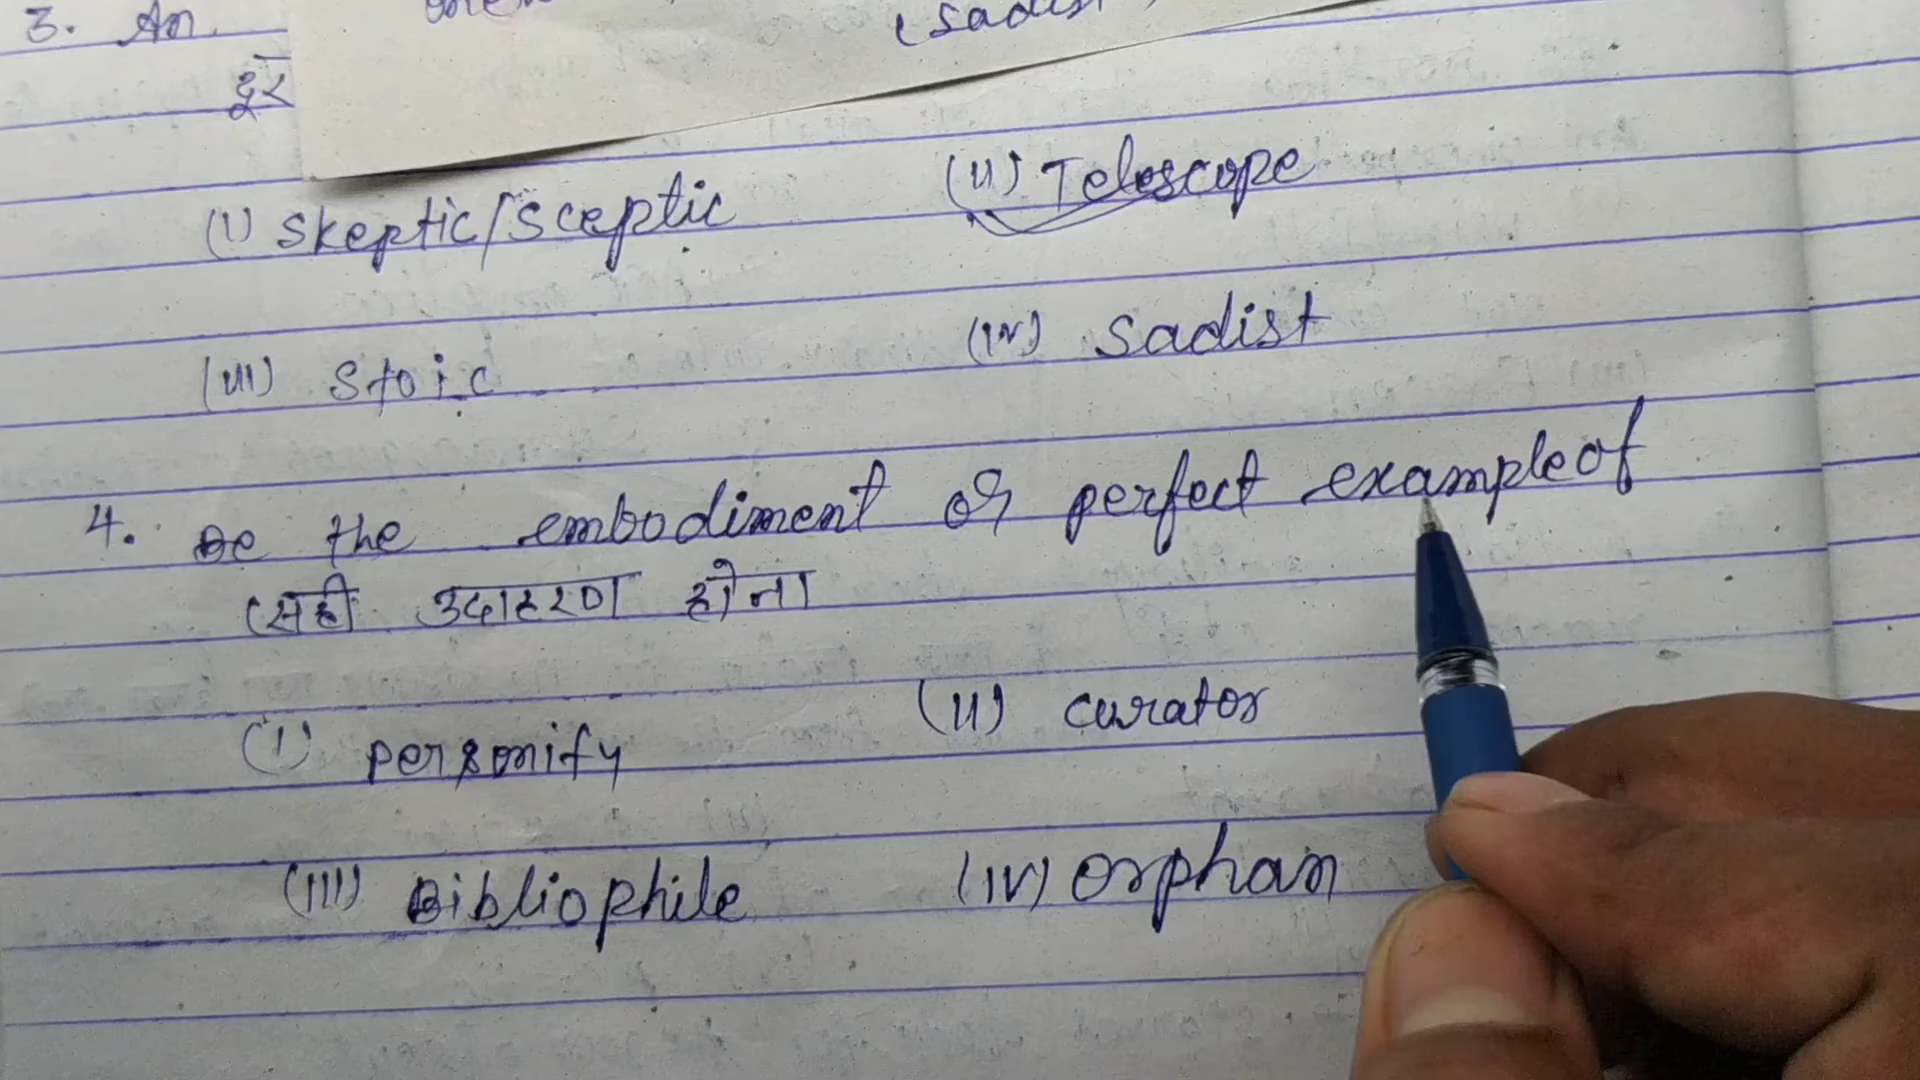 3. An
(Sadist
दूर
(I) Skeptic/Sceptic (II) Telescope
(III) Stoic (IV) Sadist
4. Be the embodiment or perfect example of
(सही उदाहरण होना
(I) Personify (II) Curator
(III) Bibliophile (IV) Orphan